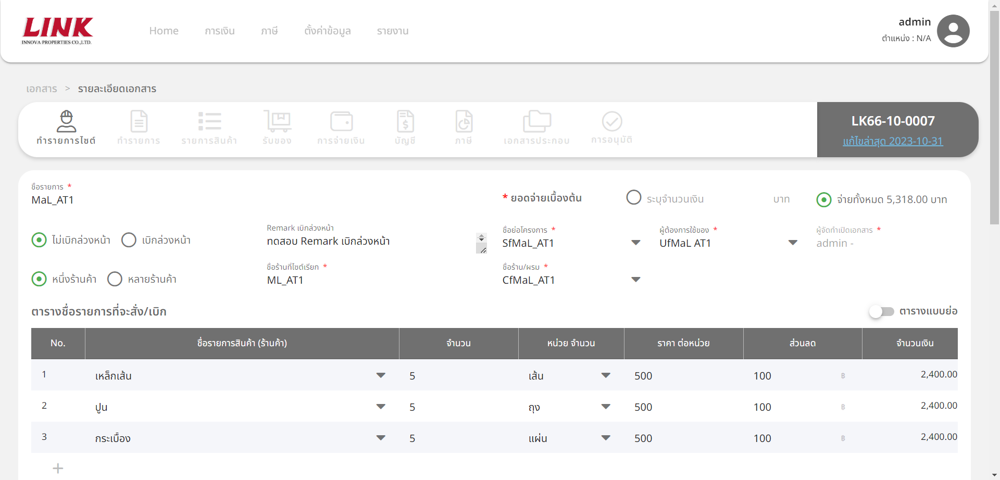 LINK
INNOVA PROPERTIES CO.,LTD.
Home การเงิน ภาษี ตั้งค่าข้อมูล รายงาน
admin
ตำแหน่ง : N/A
เอกสาร > รายละเอียดเอกสาร
ทำรายการไซต์ ทำรายการ รายการสินค้า รับของ การจ่ายเงิน บัญชี ภาษี เอกสารประกอบ การอนุมัติ
LK66-10-0007
แก้ไขล่าสุด 2023-10-31
ชื่อรายการ *
MaL_AT1
* ยอดจ่ายเบื้องต้น ระบุจำนวนเงิน บาท จ่ายทั้งหมด 5,318.00 บาท
ไม่เบิกล่วงหน้า เบิกล่วงหน้า
Remark เบิกล่วงหน้า
ทดสอบ Remark เบิกล่วงหน้า
ชื่อย่อโครงการ *
SfMaL_AT1
ผู้ต้องการใช้ของ *
UfMaL AT1
ผู้จัดทำเปิดเอกสาร *
admin -
หนึ่งร้านค้า หลายร้านค้า
ชื่อร้านที่ไซต์เรียก *
ML_AT1
ชื่อร้าน/ผรม *
CfMaL_AT1
ตารางชื่อรายการที่จะสั่ง/เบิก
ตารางแบบย่อ
No. ชื่อรายการสินค้า (ร้านค้า) จำนวน หน่วย จำนวน ราคา ต่อหน่วย ส่วนลด จำนวนเงิน
1 เหล็กเส้น 5 เส้น 500 100 ฿ 2,400.00
2 ปูน 5 ถุง 500 100 ฿ 2,400.00
3 กระเบื้อง 5 แผ่น 500 100 ฿ 2,400.00